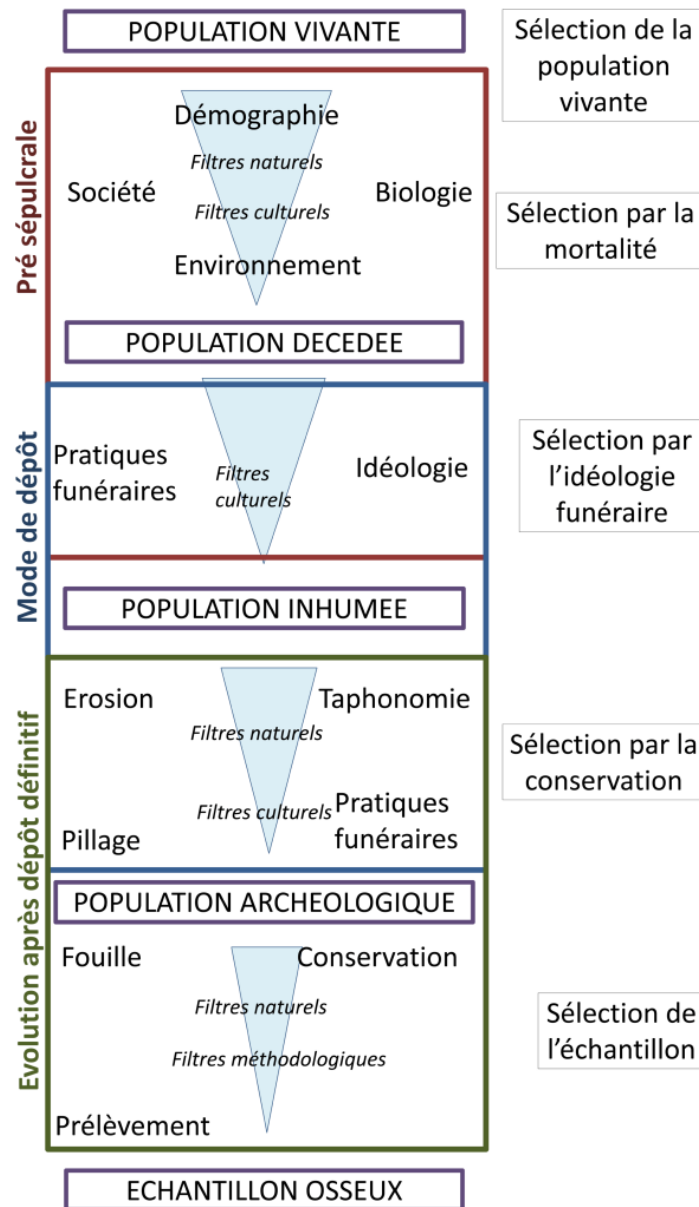 POPULATION VIVANTE
Sélection de la
population
vivante
Pré sépulcrale
Démographie
Filtres naturels
Société
Biologie
Filtres culturels
Environnement
Sélection par la
mortalité
POPULATION DECEDEE
Mode de dépôt
Pratiques
funéraires
Filtres
culturels
Idéologie
Sélection par
l’idéologie
funéraire
POPULATION INHUMEE
Evolution après dépôt définitif
Erosion
Taphonomie
Filtres naturels
Filtres culturels
Pratiques
funéraires
Pillage
Sélection par la
conservation
POPULATION ARCHEOLOGIQUE
Fouille
Conservation
Filtres naturels
Filtres méthodologiques
Prélèvement
Sélection de
l’échantillon
ECHANTILLON OSSEUX